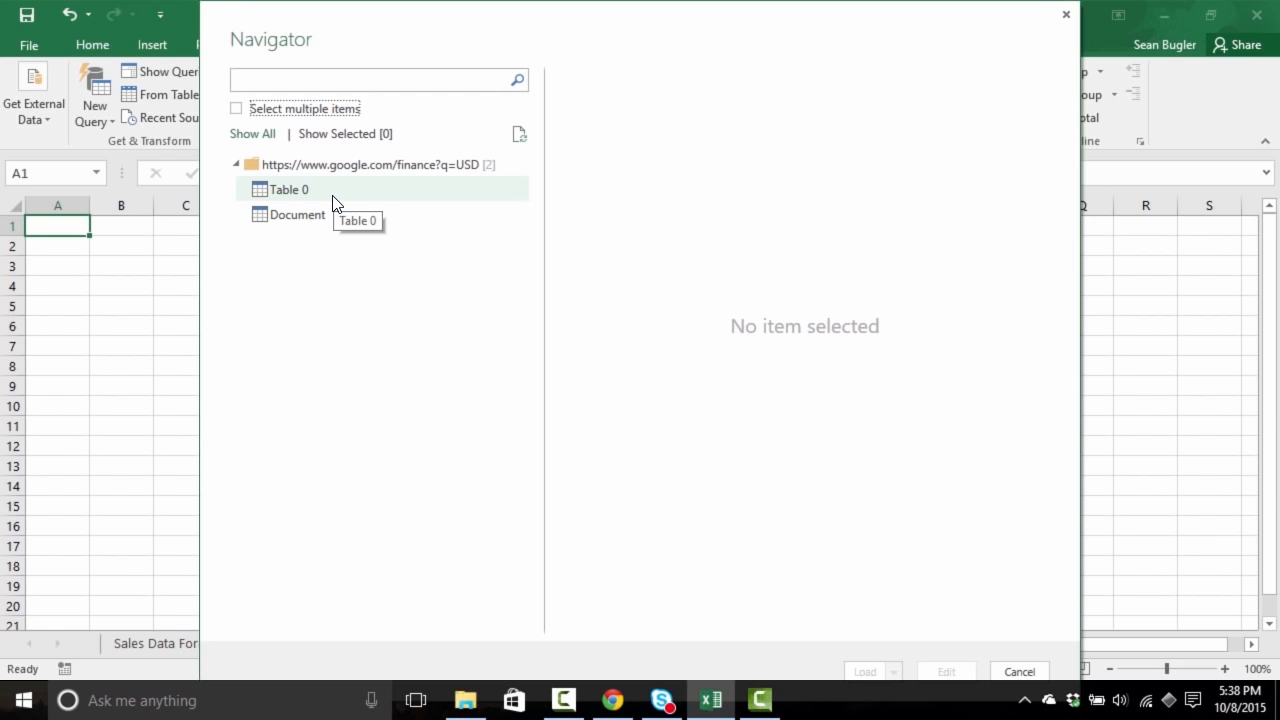 Navigator
File
Home
Insert
Sean Bugler
Share
Get External
Data
New
Query
Show Quer
From Table
Recent Sou
Get & Transform
oup
otal
line
A1
A
B
C
Q
R
S
1
2
3
4
5
6
7
8
9
10
11
12
13
14
15
16
17
18
19
20
21
Select multiple items
Show All | Show Selected [0]
https://www.google.com/finance?q=USD [2]
Table 0
Document
Table 0
No item selected
Load
Edit
Cancel
Sales Data For
Ready
100%
Ask me anything
5:38 PM
10/8/2015